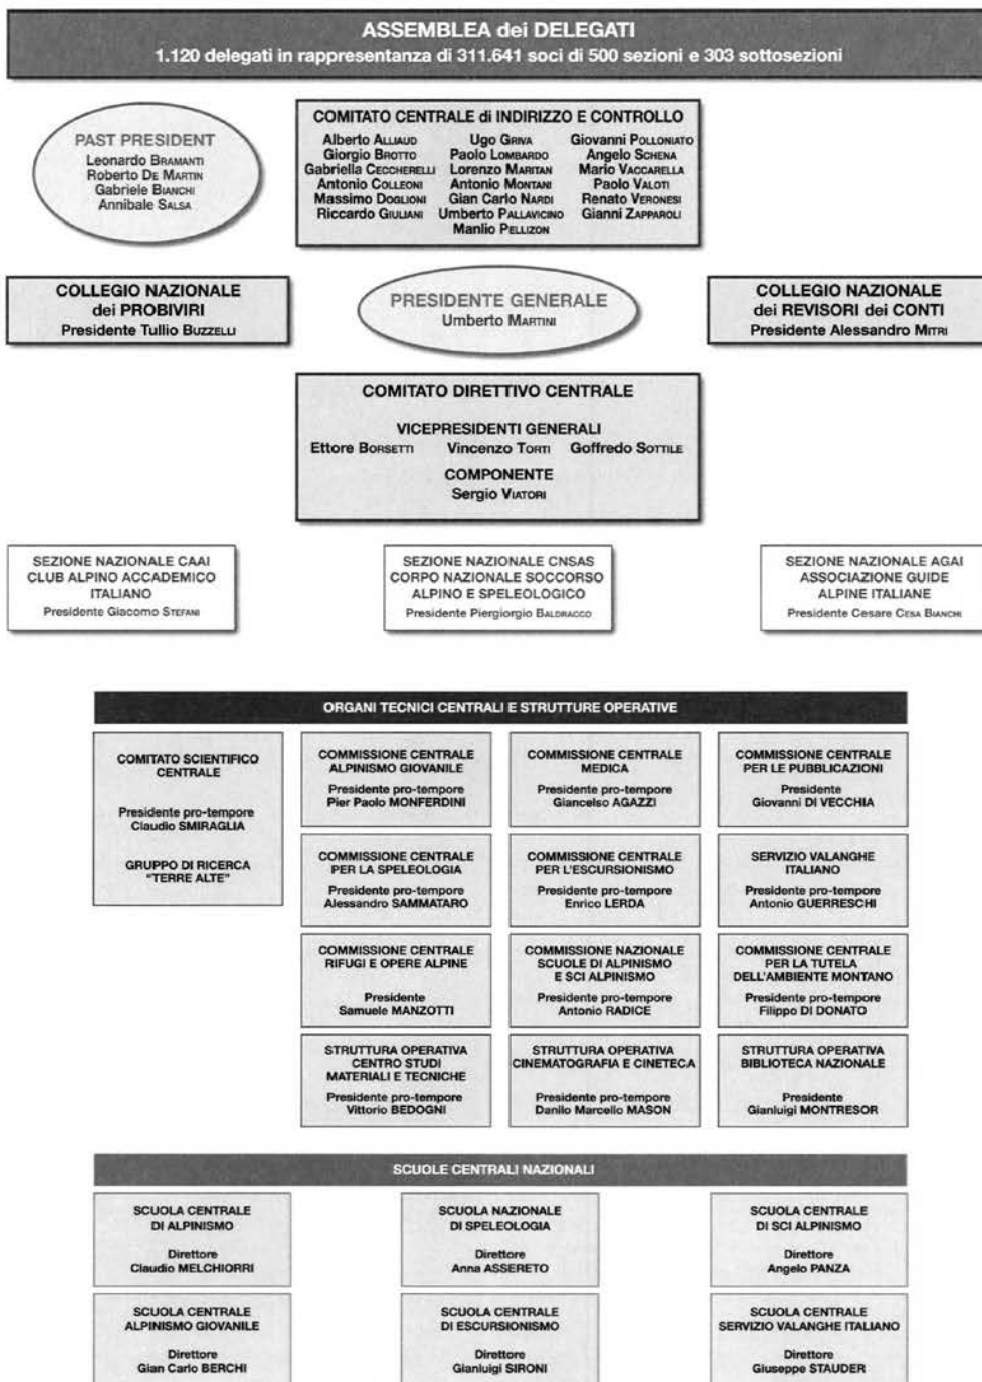 ASSEMBLEA dei DELEGATI
1.120 delegati in rappresentanza di 311.641 soci di 500 sezioni e 303 sottosezioni
PAST PRESIDENT
Leonardo BRAMANTI
Roberto DE MARTIN
Gabriele BIANCHI
Annibale SALSA
COMITATO CENTRALE di INDIRIZZO E CONTROLLO
Alberto ALLIAUD Ugo GRIVA Giovanni POLLONIATO
Giorgio BROTTO Paolo LOMBARDO Angelo SCHENA
Gabriella CECCHERELLI Lorenzo MARITAN Mario VACCARELLA
Antonio COLLEONI Antonio MONTANI Paolo VALOTI
Massimo DOGLIONI Gian Carlo NARDI Renato VERONESI
Riccardo GIULIANI Umberto PALLAVICINO Gianni ZAPPAROLI
Manlio PELLIZON
COLLEGIO NAZIONALE
dei PROBIVIRI
Presidente Tullio BUZZELLI
PRESIDENTE GENERALE
Umberto MARTINI
COLLEGIO NAZIONALE
dei REVISORI dei CONTI
Presidente Alessandro MITRI
COMITATO DIRETTIVO CENTRALE
VICEPRESIDENTI GENERALI
Ettore BORSETTI Vincenzo TORTI Goffredo SOTTILE
COMPONENTE
Sergio VIATORI
SEZIONE NAZIONALE CAAI
CLUB ALPINO ACCADEMICO
ITALIANO
Presidente Giacomo STEFANI
SEZIONE NAZIONALE CNSAS
CORPO NAZIONALE SOCCORSO
ALPINO E SPELEOLOGICO
Presidente Piergiorgio BALDRACCO
SEZIONE NAZIONALE AGAI
ASSOCIAZIONE GUIDE
ALPINE ITALIANE
Presidente Cesare CESA BIANCHI
ORGANI TECNICI CENTRALI E STRUTTURE OPERATIVE
COMITATO SCIENTIFICO
CENTRALE
Presidente pro-tempore
Claudio SMIRAGLIA
GRUPPO DI RICERCA
"TERRE ALTE"
COMMISSIONE CENTRALE
ALPINISMO GIOVANILE
Presidente pro-tempore
Pier Paolo MONFERDINI
COMMISSIONE CENTRALE
MEDICA
Presidente pro-tempore
Giancelso AGAZZI
COMMISSIONE CENTRALE
PER LE PUBBLICAZIONI
Presidente
Giovanni DI VECCHIA
COMMISSIONE CENTRALE
PER LA SPELEOLOGIA
Presidente pro-tempore
Alessandro SAMMATARO
COMMISSIONE CENTRALE
PER L'ESCURSIONISMO
Presidente pro-tempore
Enrico LERDA
SERVIZIO VALANGHE
ITALIANO
Presidente pro-tempore
Antonio GUERRESCHI
COMMISSIONE CENTRALE
RIFUGI E OPERE ALPINE
Presidente
Samuele MANZOTTI
COMMISSIONE NAZIONALE
SCUOLE DI ALPINISMO
E SCI ALPINISMO
Presidente pro-tempore
Antonio RADICE
COMMISSIONE CENTRALE
PER LA TUTELA
DELL'AMBIENTE MONTANO
Presidente pro-tempore
Filippo DI DONATO
STRUTTURA OPERATIVA
CENTRO STUDI
MATERIALI E TECNICHE
Presidente pro-tempore
Vittorio BEDOGNI
STRUTTURA OPERATIVA
CINEMATOGRAFIA E CINETECA
Presidente pro-tempore
Danilo Marcello MASON
STRUTTURA OPERATIVA
BIBLIOTECA NAZIONALE
Presidente
Gianluigi MONTRESOR
SCUOLE CENTRALI NAZIONALI
SCUOLA CENTRALE
DI ALPINISMO
Direttore
Claudio MELCHIORRI
SCUOLA NAZIONALE
DI SPELEOLOGIA
Direttore
Anna ASSERETO
SCUOLA CENTRALE
DI SCI ALPINISMO
Direttore
Angelo PANZA
SCUOLA CENTRALE
ALPINISMO GIOVANILE
Direttore
Gian Carlo BERCHI
SCUOLA CENTRALE
DI ESCURSIONISMO
Direttore
Gianluigi SIRONI
SCUOLA CENTRALE
SERVIZIO VALANGHE ITALIANO
Direttore
Giuseppe STAUDER